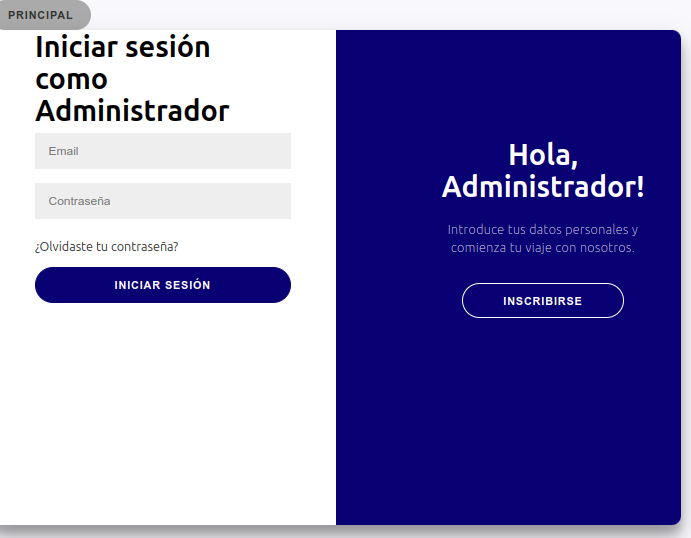 PRINCIPAL
Iniciar sesión
como
Administrador
Email
Contraseña
¿Olvidaste tu contraseña?
INICIAR SESIÓN
Hola,
Administrador!
Introduce tus datos personales y
comienza tu viaje con nosotros.
INSCRIBIRSE